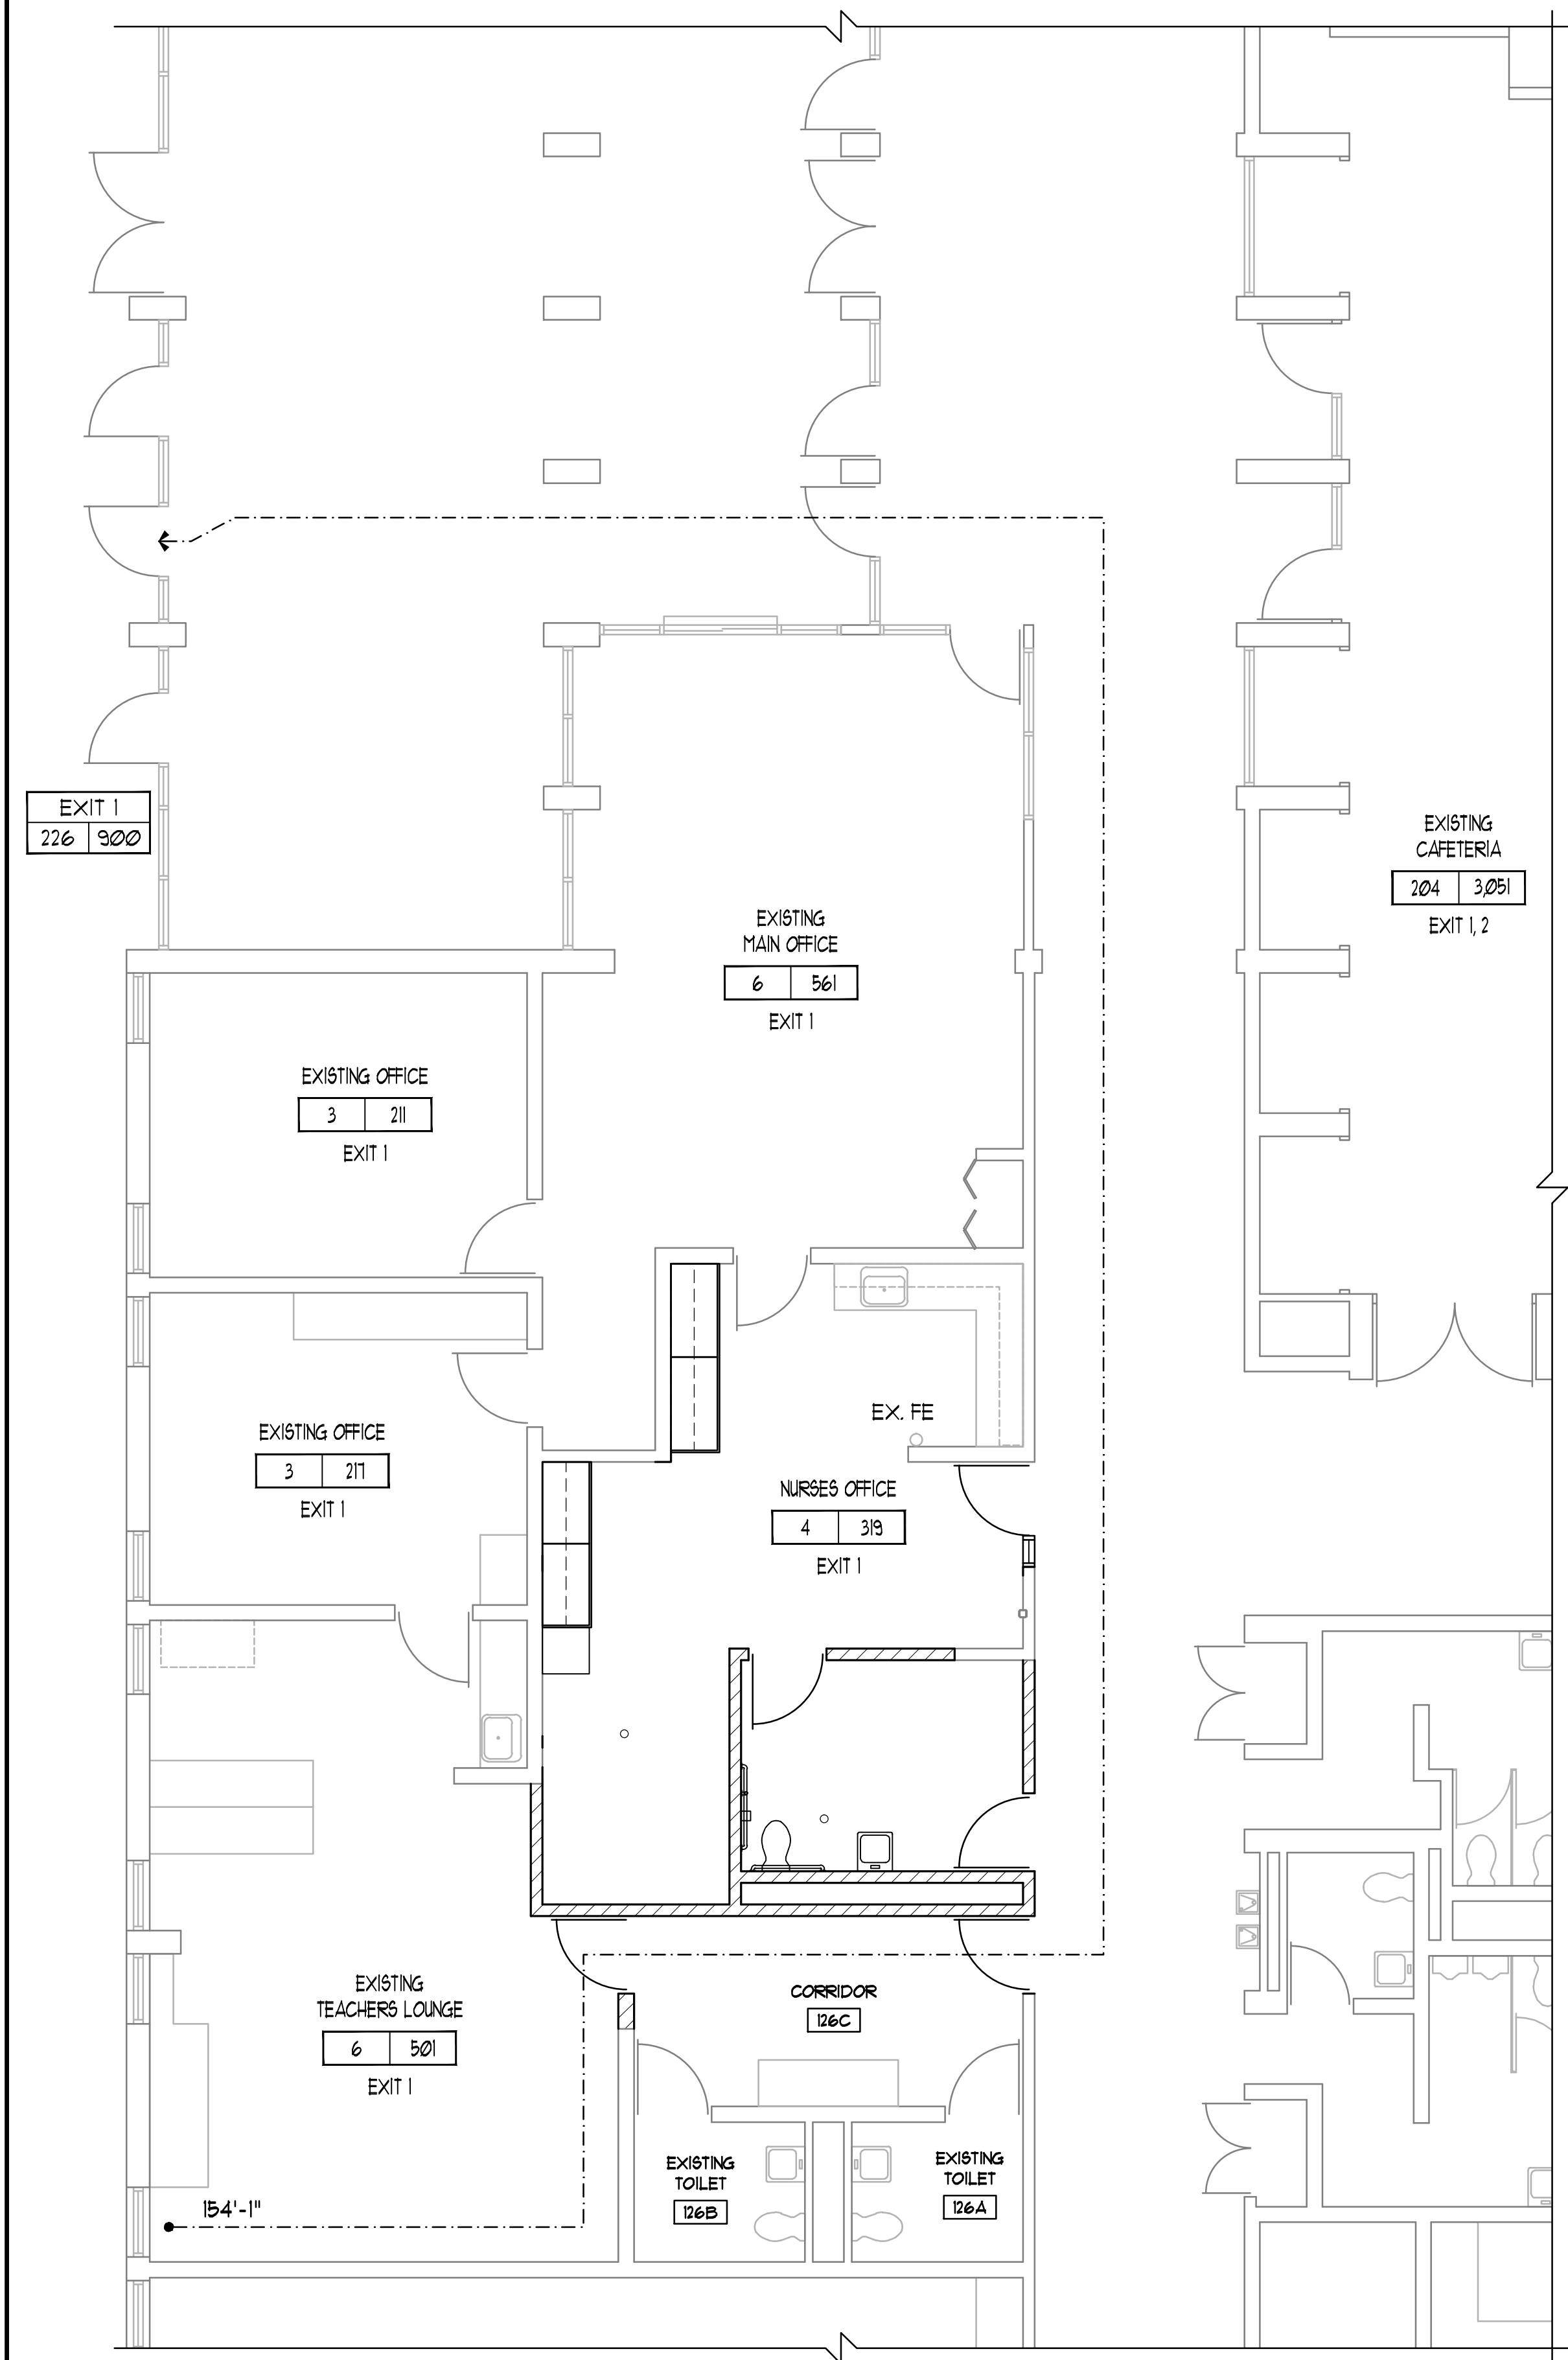 EXIT 1
226 900
EXISTING
CAFETERIA
204 3,051
EXIT 1, 2
EXISTING
MAIN OFFICE
6 561
EXIT 1
EXISTING OFFICE
3 211
EXIT 1
EX. FE
EXISTING OFFICE
3 217
EXIT 1
NURSES OFFICE
4 319
EXIT 1
EXISTING
TEACHERS LOUNGE
6 501
EXIT 1
CORRIDOR
126C
EXISTING
TOILET
126B
EXISTING
TOILET
126A
154'-1"